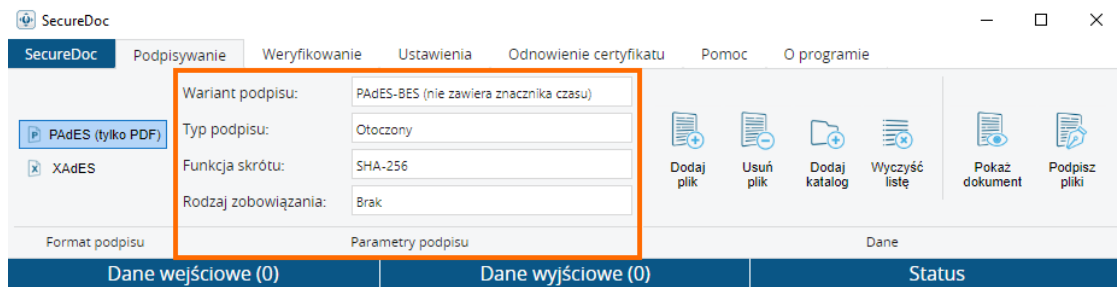 SecureDoc
SecureDoc Podpisywanie Weryfikowanie Ustawienia Odnowienie certyfikatu Pomoc O programie
PAdES (tylko PDF)
XAdES
Format podpisu
Wariant podpisu: PAdES-BES (nie zawiera znacznika czasu)
Typ podpisu: Otoczony
Funkcja skrótu: SHA-256
Rodzaj zobowiązania: Brak
Parametry podpisu
Dodaj plik
Usuń plik
Dodaj katalog
Wyczyść listę
Pokaż dokument
Podpisz pliki
Dane
Dane wejściowe (0) Dane wyjściowe (0) Status